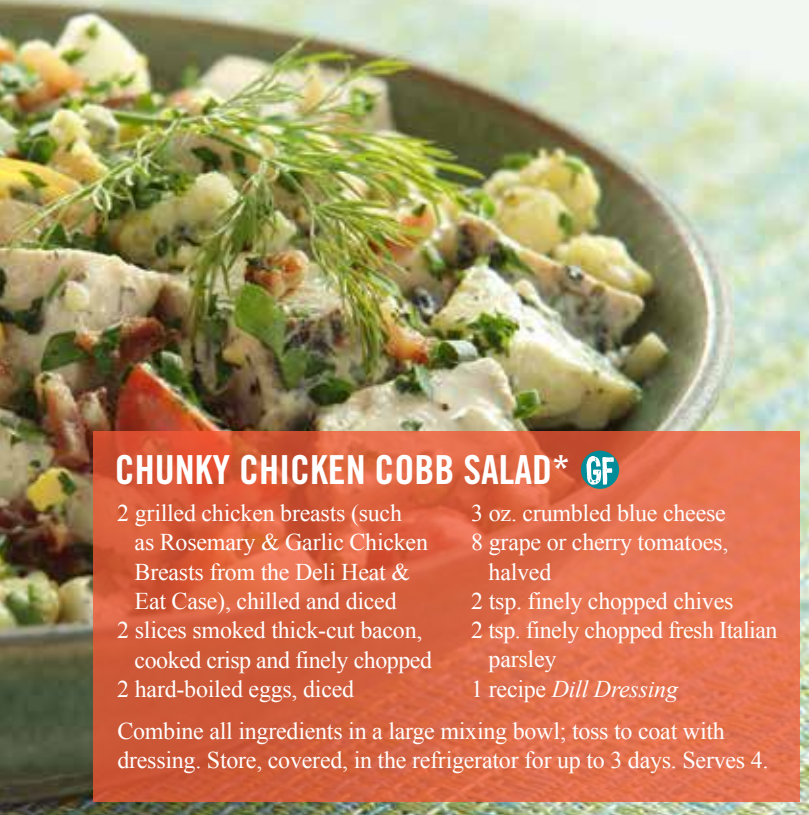 CHUNKY CHICKEN COBB SALAD* GF
2 grilled chicken breasts (such
as Rosemary & Garlic Chicken
Breasts from the Deli Heat &
Eat Case), chilled and diced
2 slices smoked thick-cut bacon,
cooked crisp and finely chopped
2 hard-boiled eggs, diced
3 oz. crumbled blue cheese
8 grape or cherry tomatoes,
halved
2 tsp. finely chopped chives
2 tsp. finely chopped fresh Italian
parsley
1 recipe Dill Dressing
Combine all ingredients in a large mixing bowl; toss to coat with
dressing. Store, covered, in the refrigerator for up to 3 days. Serves 4.